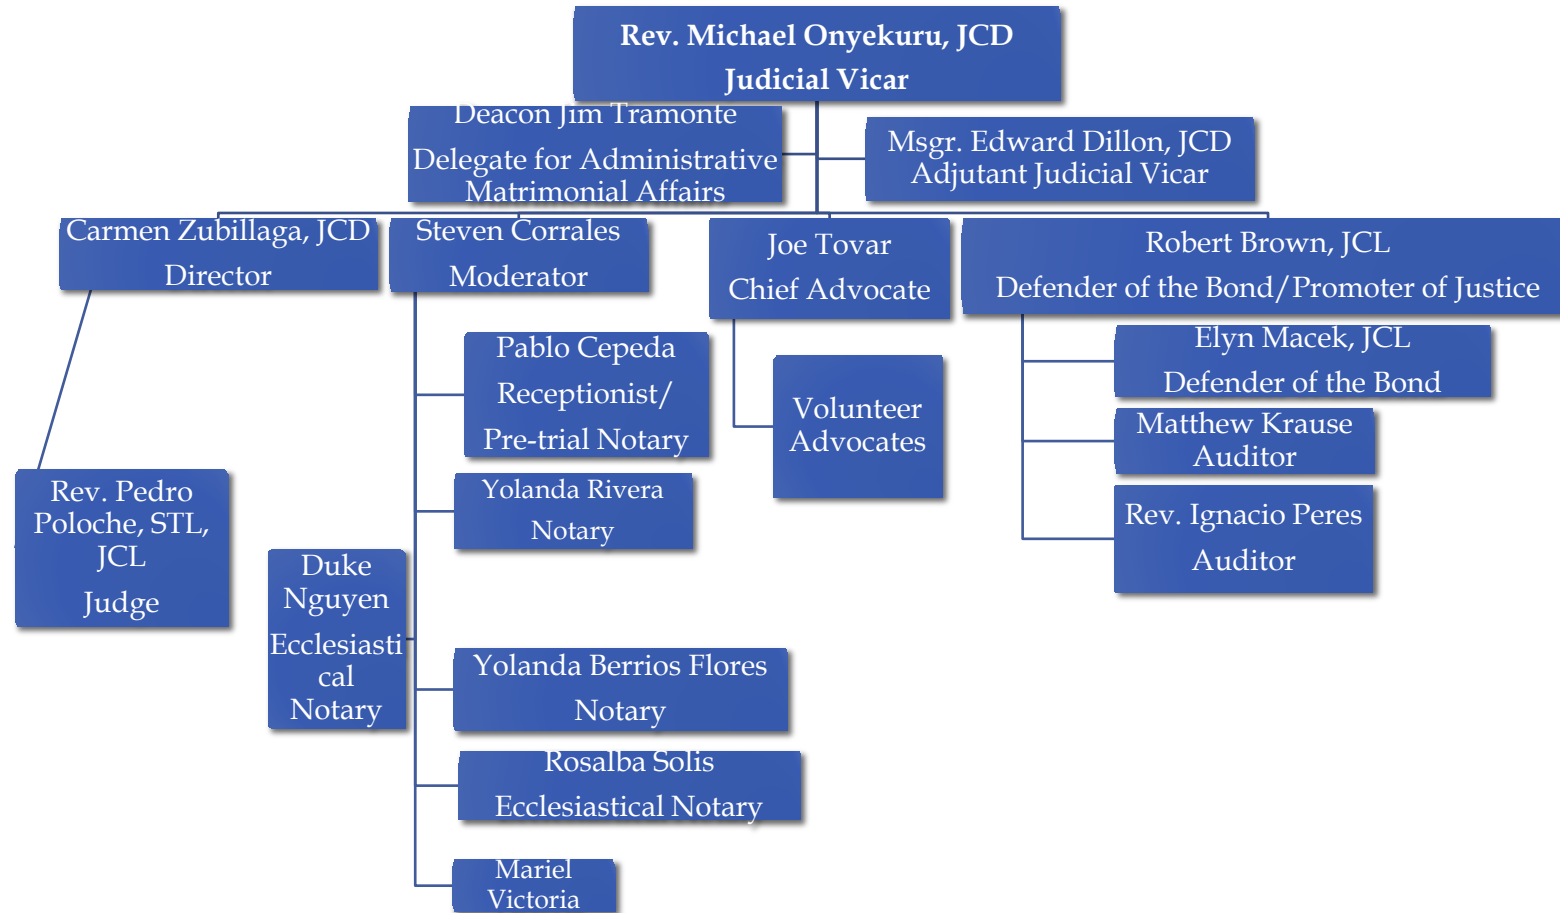 Rev. Michael Onyekuru, JCD
Judicial Vicar
Deacon Jim Tramonte
Delegate for Administrative
Matrimonial Affairs
Msgr. Edward Dillon, JCD
Adjutant Judicial Vicar
Carmen Zubillaga, JCD
Director
Steven Corrales
Moderator
Joe Tovar
Chief Advocate
Robert Brown, JCL
Defender of the Bond/Promoter of Justice
Rev. Pedro
Poloche, STL,
JCL
Judge
Pablo Cepeda
Receptionist/
Pre-trial Notary
Yolanda Rivera
Notary
Duke
Nguyen
Ecclesiasti
cal
Notary
Yolanda Berrios Flores
Notary
Rosalba Solis
Ecclesiastical Notary
Mariel
Victoria
Volunteer
Advocates
Elyn Macek, JCL
Defender of the Bond
Matthew Krause
Auditor
Rev. Ignacio Peres
Auditor